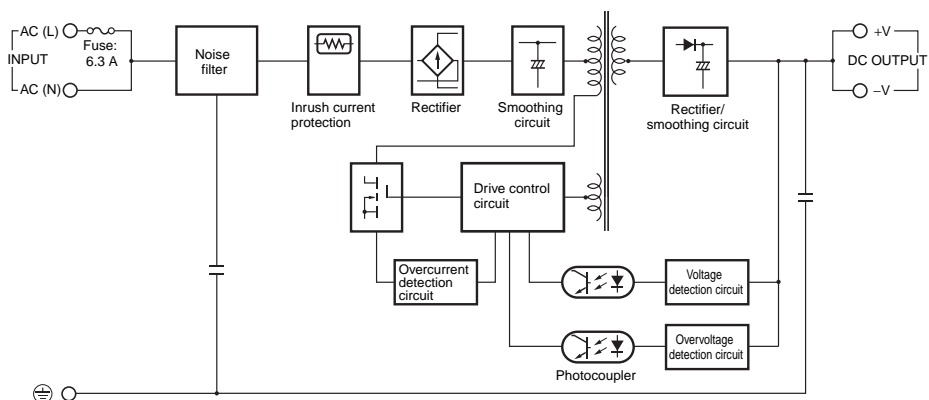 AC (L)
Fuse:
6.3 A
INPUT
AC (N)
Noise
filter
Inrush current
protection
Rectifier
Smoothing
circuit
Rectifier/
smoothing circuit
+V
DC OUTPUT
−V
Drive control
circuit
Overcurrent
detection
circuit
Voltage
detection circuit
Overvoltage
detection circuit
Photocoupler